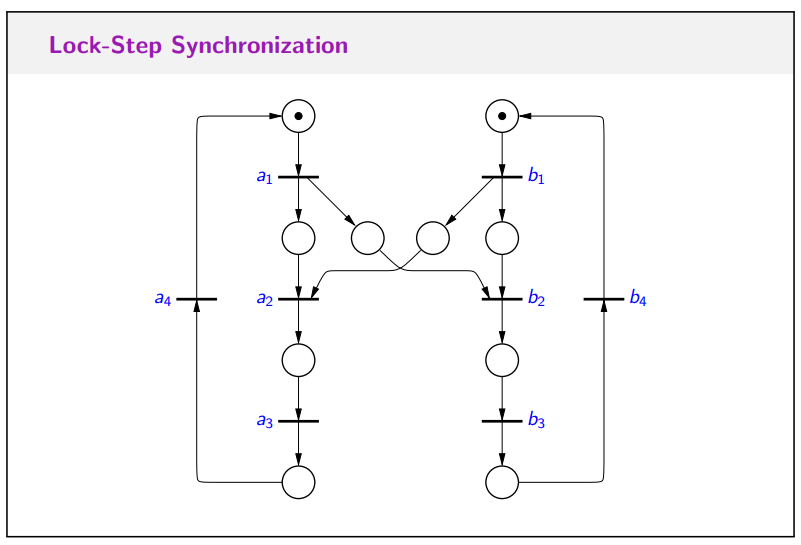 Lock-Step Synchronization
a₁ b₁
a₄ a₂ b₂ b₄
a₃ b₃